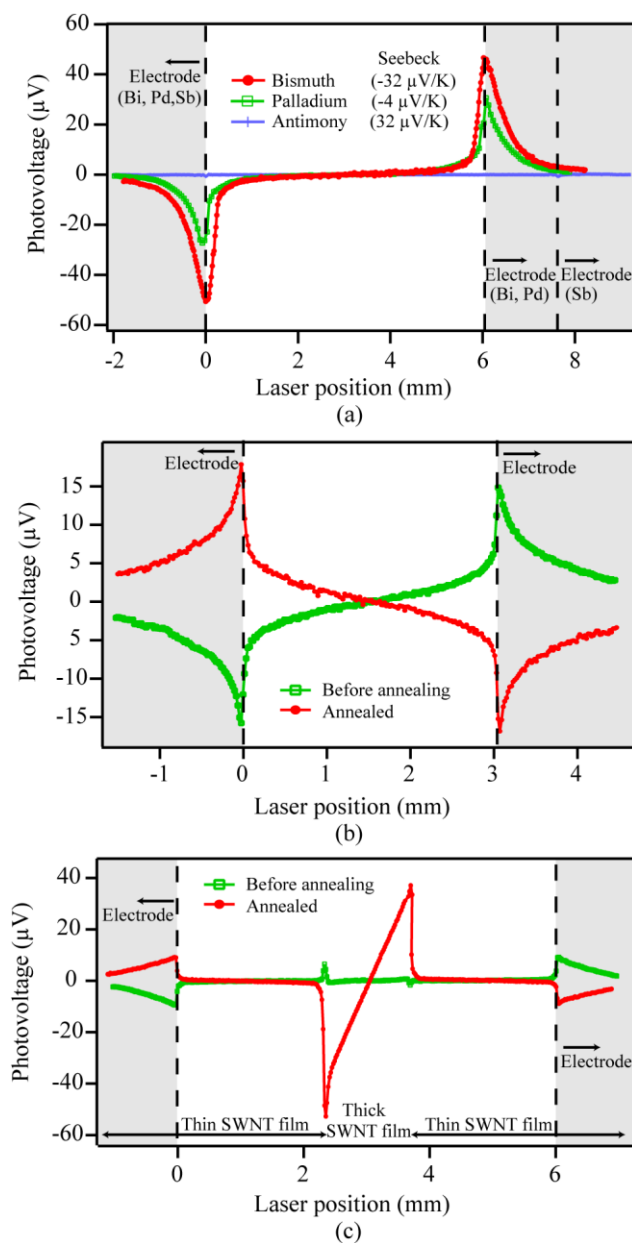 60
40
20
0
-20
-40
-60
Photovoltage (µV)
Electrode
(Bi, Pd,Sb)
Seebeck
Bismuth (-32 µV/K)
Palladium (-4 µV/K)
Antimony (32 µV/K)
Electrode
(Bi, Pd)
Electrode
(Sb)
-2 0 2 4 6 8
Laser position (mm)
(a)
15
10
5
0
5
-10
-15
Photovoltage (µV)
Electrode
Electrode
Before annealing
Annealed
-1 0 1 2 3 4
Laser position (mm)
(b)
40
20
0
-20
-40
-60
Photovoltage (µV)
Electrode
Before annealing
Annealed
Electrode
Thin SWNT film
Thick
SWNT film
Thin SWNT film
0 2 4 6
Laser position (mm)
(c)